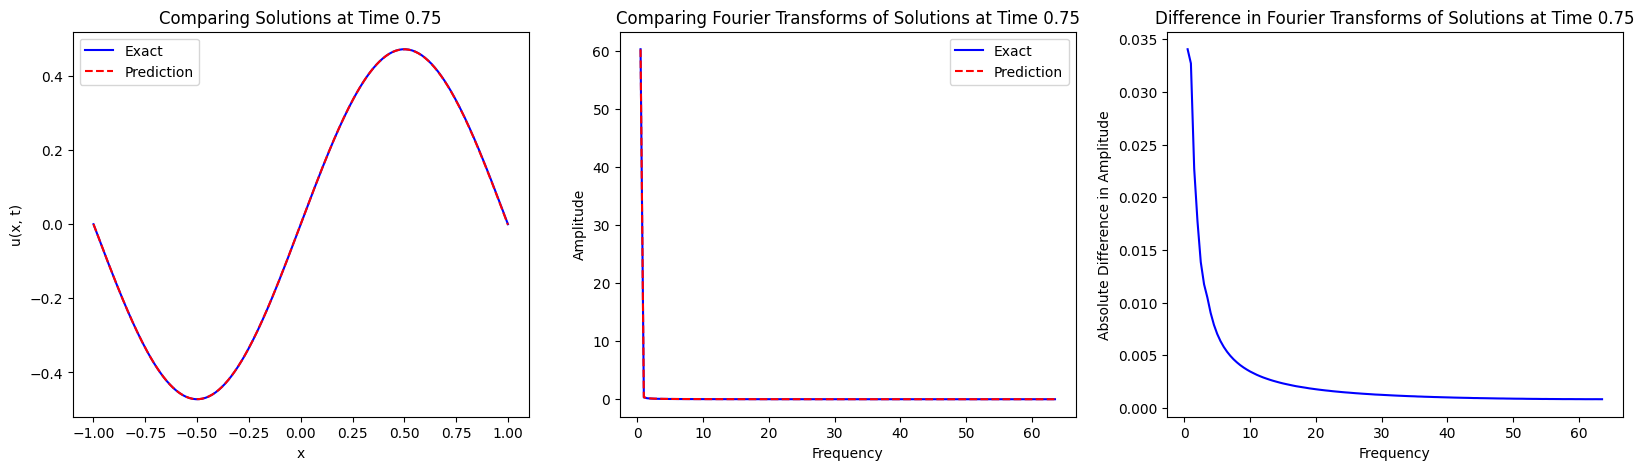 Comparing Solutions at Time 0.75
Exact
Prediction
0.4
0.2
0.0
−0.2
−0.4
u(x, t)
−1.00 −0.75 −0.50 −0.25 0.00 0.25 0.50 0.75 1.00
x
Comparing Fourier Transforms of Solutions at Time 0.75
Exact
Prediction
60
50
40
30
20
10
0
Amplitude
0 10 20 30 40 50 60
Frequency
Difference in Fourier Transforms of Solutions at Time 0.75
0.035
0.030
0.025
0.020
0.015
0.010
0.005
0.000
Absolute Difference in Amplitude
0 10 20 30 40 50 60
Frequency